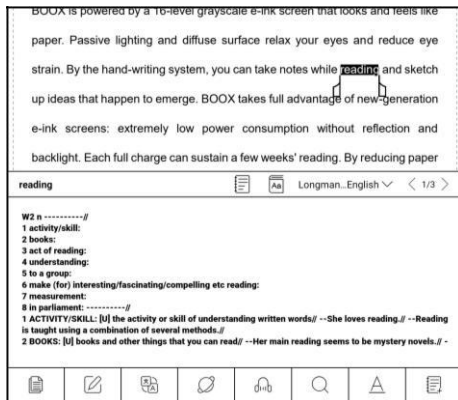 BOOX is powered by a 16-level grayscale e-ink screen that looks and feels like
paper. Passive lighting and diffuse surface relax your eyes and reduce eye
strain. By the hand-writing system, you can take notes while reading and sketch
up ideas that happen to emerge. BOOX takes full advantage of new-generation
e-ink screens: extremely low power consumption without reflection and
backlight. Each full charge can sustain a few weeks' reading. By reducing paper
reading Aa Longman...English 1/3
W2 n ----------//
1 activity/skill:
2 books:
3 act of reading:
4 understanding:
5 to a group:
6 make (for) interesting/fascinating/compelling etc reading:
7 measurement:
8 in parliament: ----------//
1 ACTIVITY/SKILL: [U] the activity or skill of understanding written words// --She loves reading.// --Reading
is taught using a combination of several methods.//
2 BOOKS: [U] books and other things that you can read// --Her main reading seems to be mystery novels.// -
A